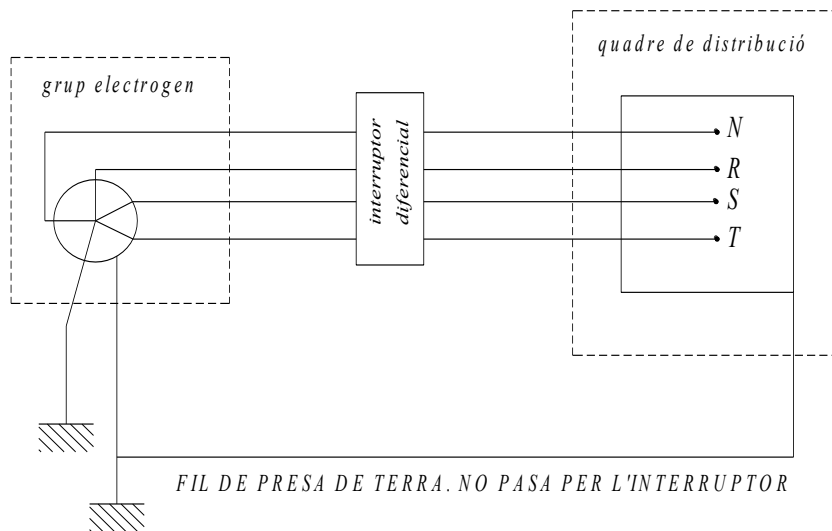 quadre de distribució
grup electrogen
interruptor
diferencial
N
R
S
T
FIL DE PRESA DE TERRA. NO PASA PER L'INTERRUPTOR